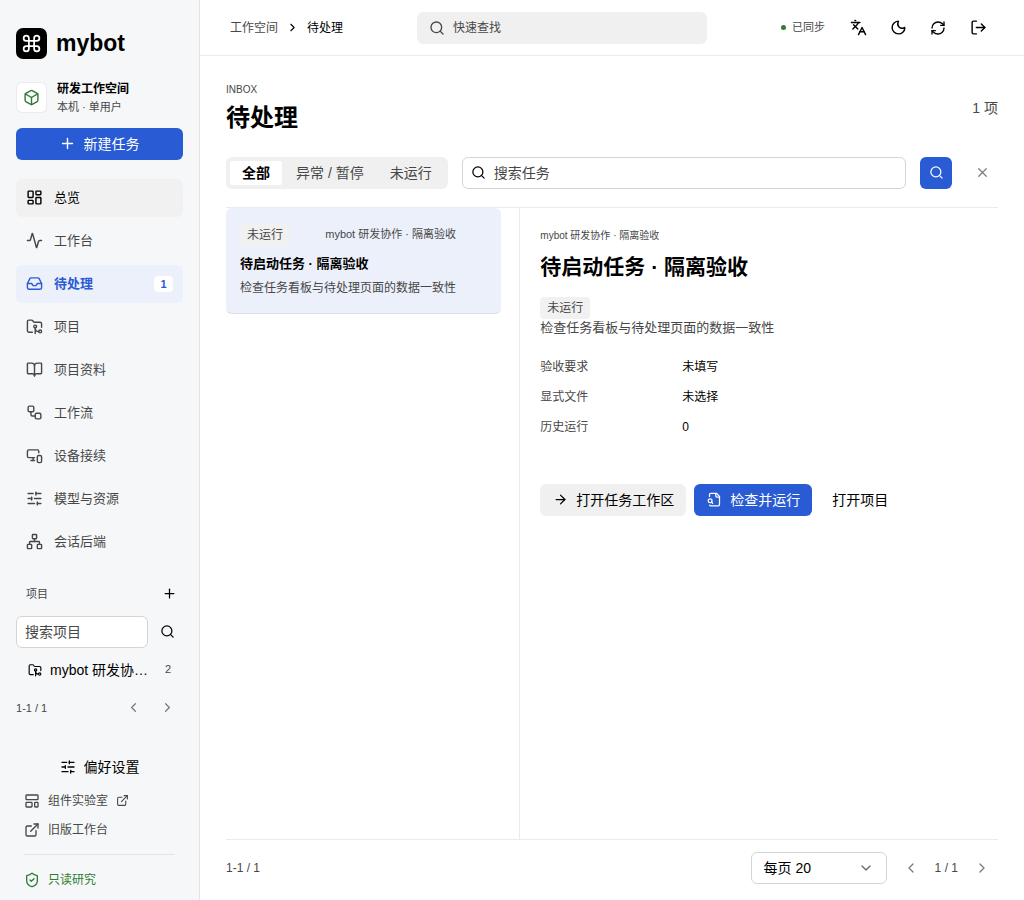 mybot
研发工作空间
本机 · 单用户
新建任务
总览
工作台
待处理 1
项目
项目资料
工作流
设备接续
模型与资源
会话后端
项目
搜索项目
mybot 研发协… 2
1-1 / 1
偏好设置
组件实验室
旧版工作台
只读研究
工作空间 待处理
快速查找
已同步
INBOX
待处理
1 项
全部 异常 / 暂停 未运行
搜索任务
未运行 mybot 研发协作 · 隔离验收
待启动任务 · 隔离验收
检查任务看板与待处理页面的数据一致性
mybot 研发协作 · 隔离验收
待启动任务 · 隔离验收
未运行
检查任务看板与待处理页面的数据一致性
验收要求 未填写
显式文件 未选择
历史运行 0
打开任务工作区 检查并运行 打开项目
1-1 / 1
每页 20
1 / 1